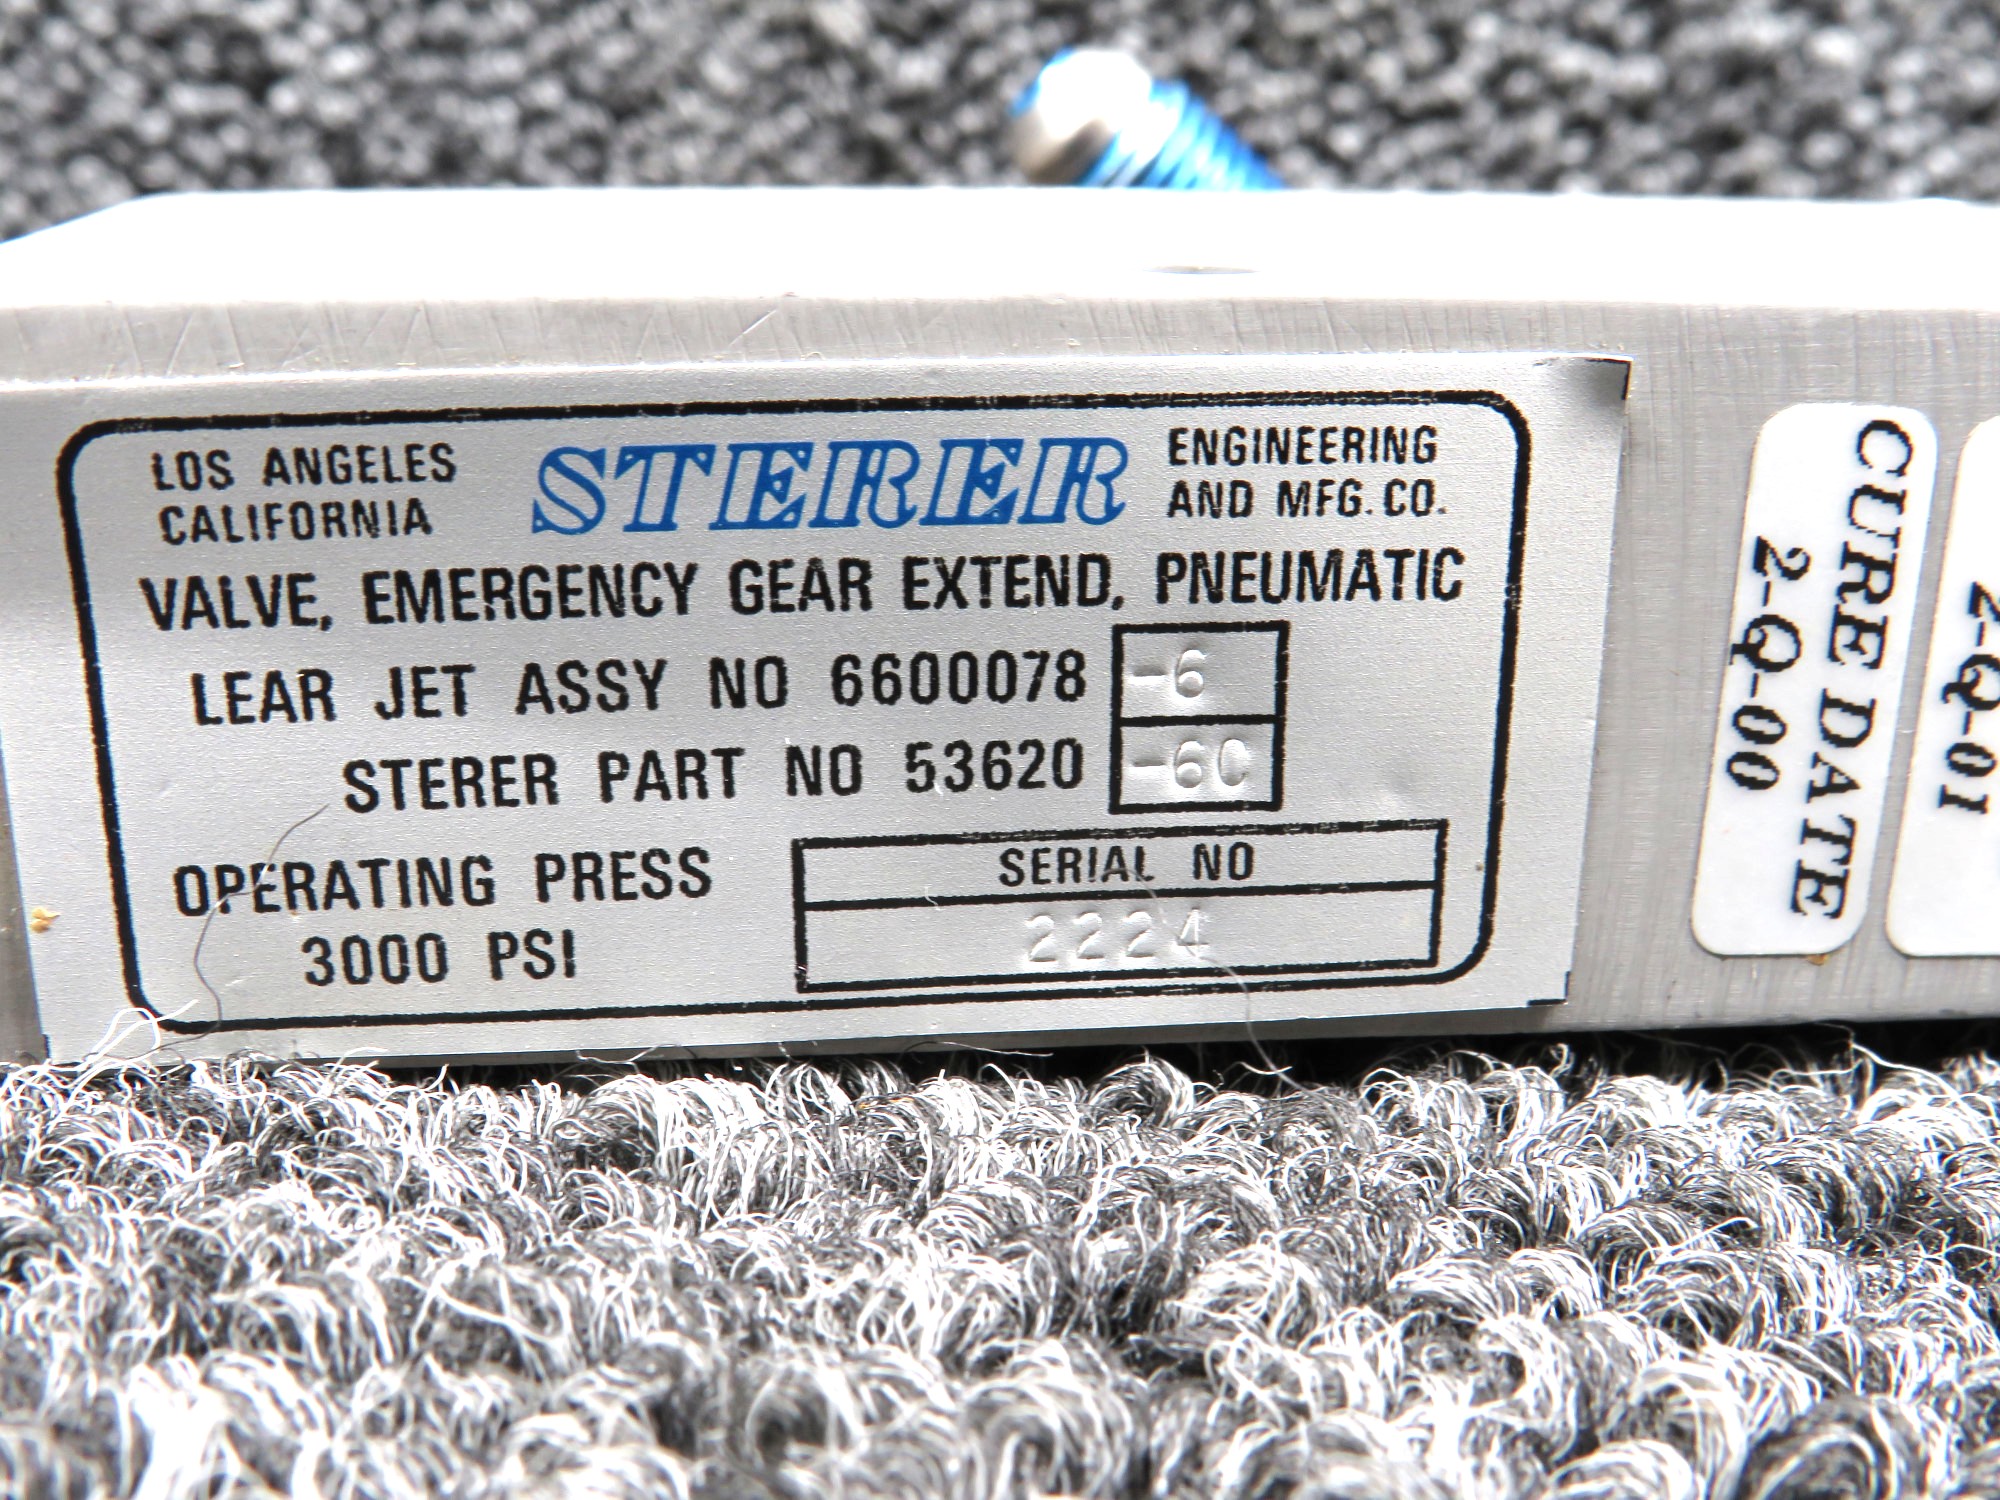 LOS ANGELES
CALIFORNIA
STERER
ENGINEERING
AND MFG. CO.
VALVE, EMERGENCY GEAR EXTEND, PNEUMATIC
LEAR JET ASSY NO 6600078 -6
STERER PART NO 53620 -6C
OPERATING PRESS
3000 PSI
SERIAL NO
2224
CURE DATE
2-Q-00
2-Q-01